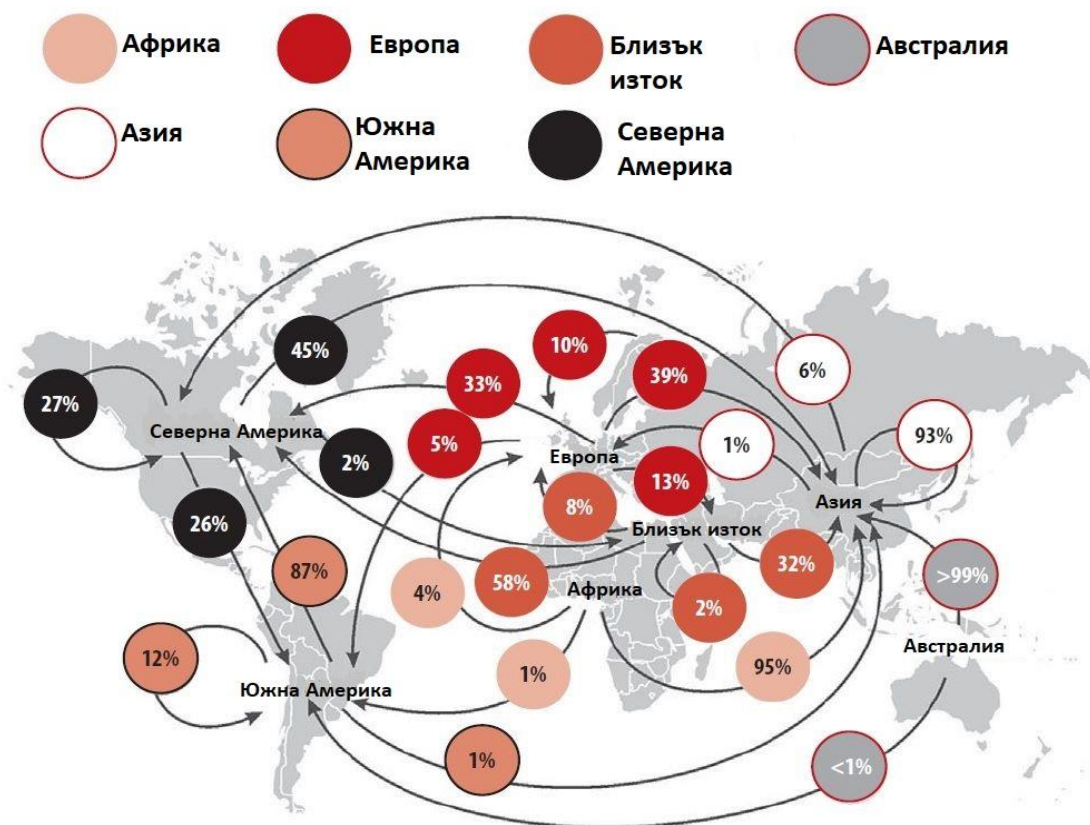 Африка
Европа
Близък
изток
Австралия
Азия
Южна
Америка
Северна
Америка
45%
10%
6%
33%
39%
27%
93%
Северна Америка
5%
1%
2%
Европа
13%
Азия
8%
26%
Близък изток
32%
87%
58%
4%
Африка
2%
>99%
Австралия
12%
1%
95%
Южна Америка
1%
<1%